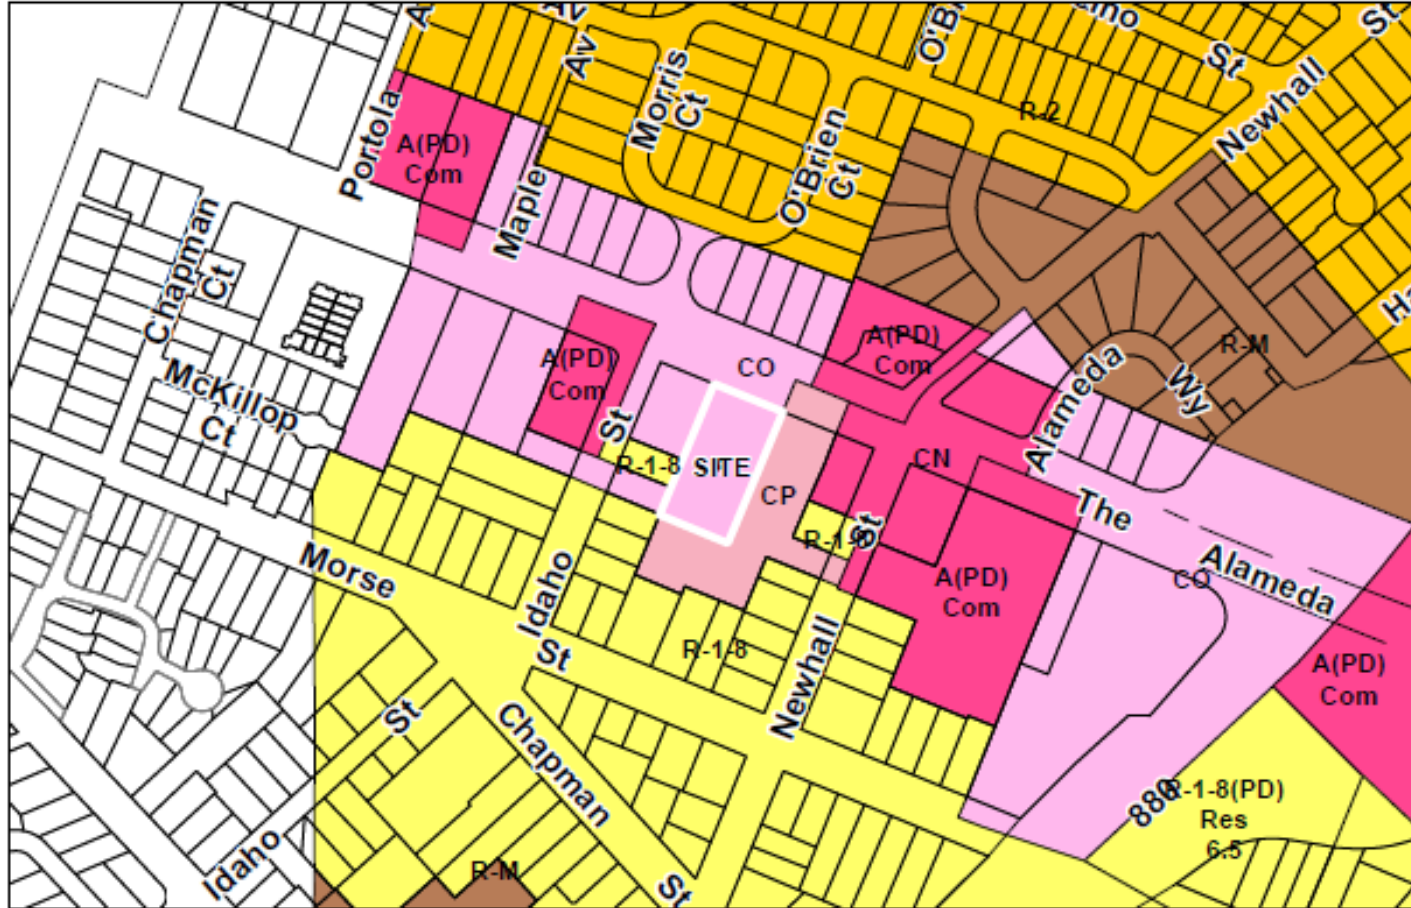 Av
St
Morris
Ct
R-2
St
Newhall
Portola
A(PD)
Com
O'Brien
Ct
Maple
Chapman
Ct
A(PD)
Com
R-M
A(PD)
Com
CO
Alameda
Wy
McKillop
Ct
St
R-1-8
SITE
CN
CP
The
St
R-1-8
Morse
Idaho
A(PD)
Com
CO
Alameda
St
R-1-8
Newhall
A(PD)
Com
St
Chapman
880
R-1-8(PD)
Res
6.5
Idaho
R-M
St